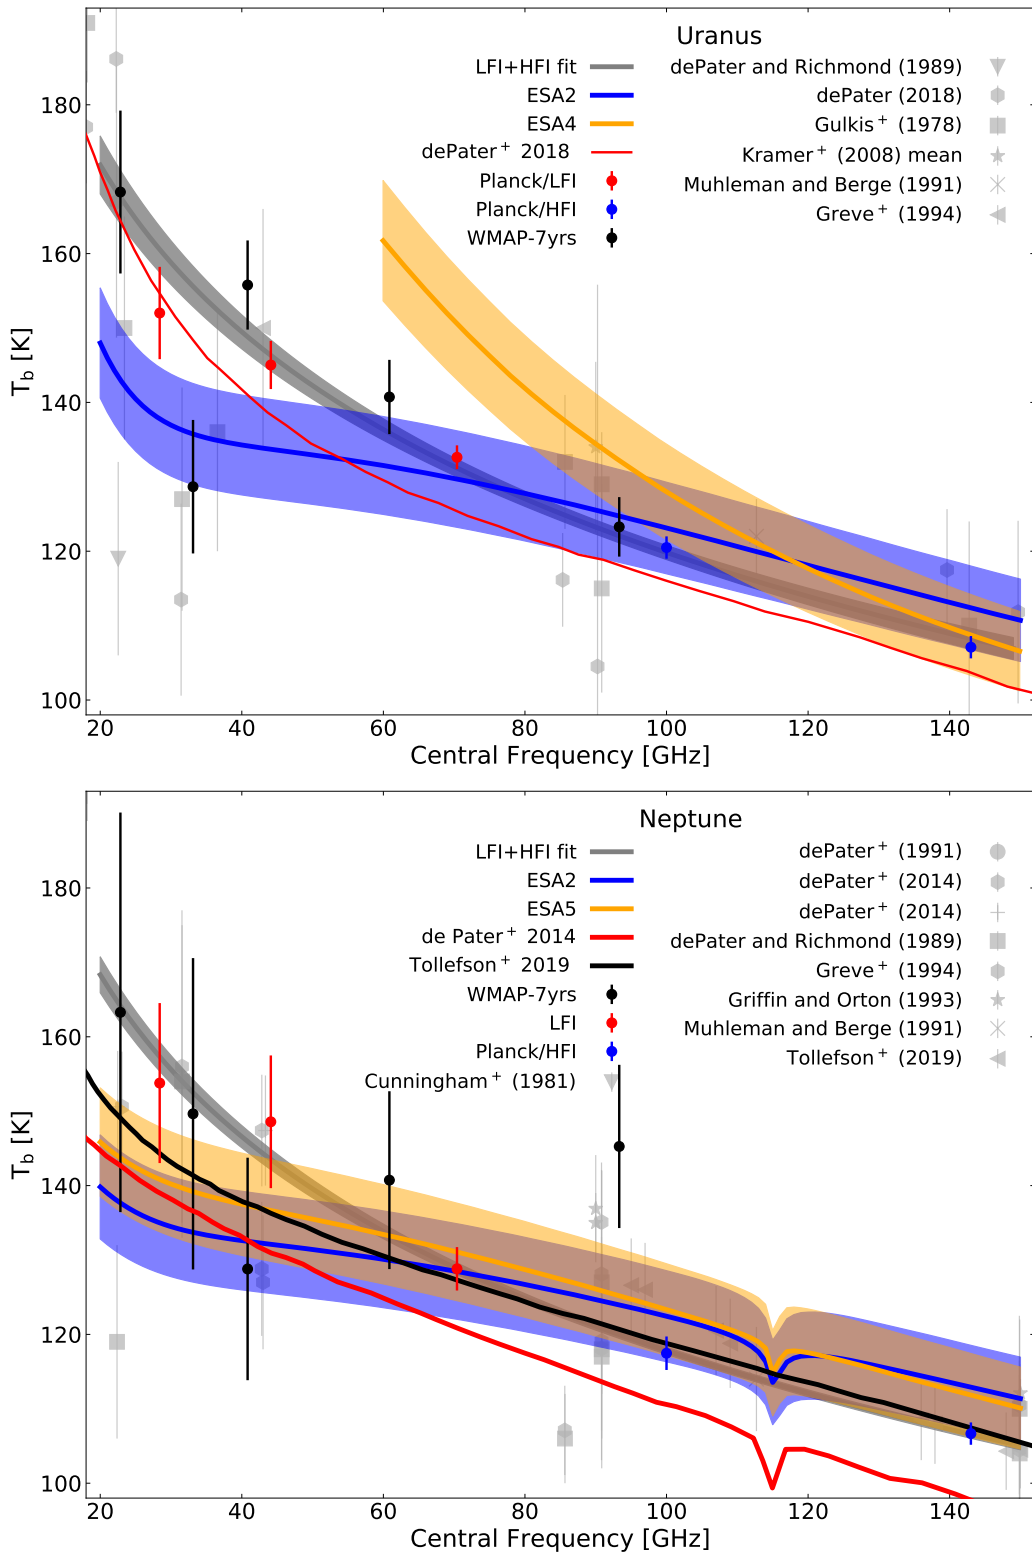 Uranus
LFI+HFI fit
ESA2
ESA4
dePater⁺ 2018
Planck/LFI
Planck/HFI
WMAP-7yrs
dePater and Richmond (1989)
dePater (2018)
Gulkis⁺ (1978)
Kramer⁺ (2008) mean
Muhleman and Berge (1991)
Greve⁺ (1994)
T_b [K]
180
160
140
120
100
20 40 60 80 100 120 140
Central Frequency [GHz]
Neptune
LFI+HFI fit
ESA2
ESA5
de Pater⁺ 2014
Tollefson⁺ 2019
WMAP-7yrs
LFI
Planck/HFI
Cunningham⁺ (1981)
dePater⁺ (1991)
dePater⁺ (2014)
dePater⁺ (2014)
dePater and Richmond (1989)
Greve⁺ (1994)
Griffin and Orton (1993)
Muhleman and Berge (1991)
Tollefson⁺ (2019)
T_b [K]
180
160
140
120
100
20 40 60 80 100 120 140
Central Frequency [GHz]